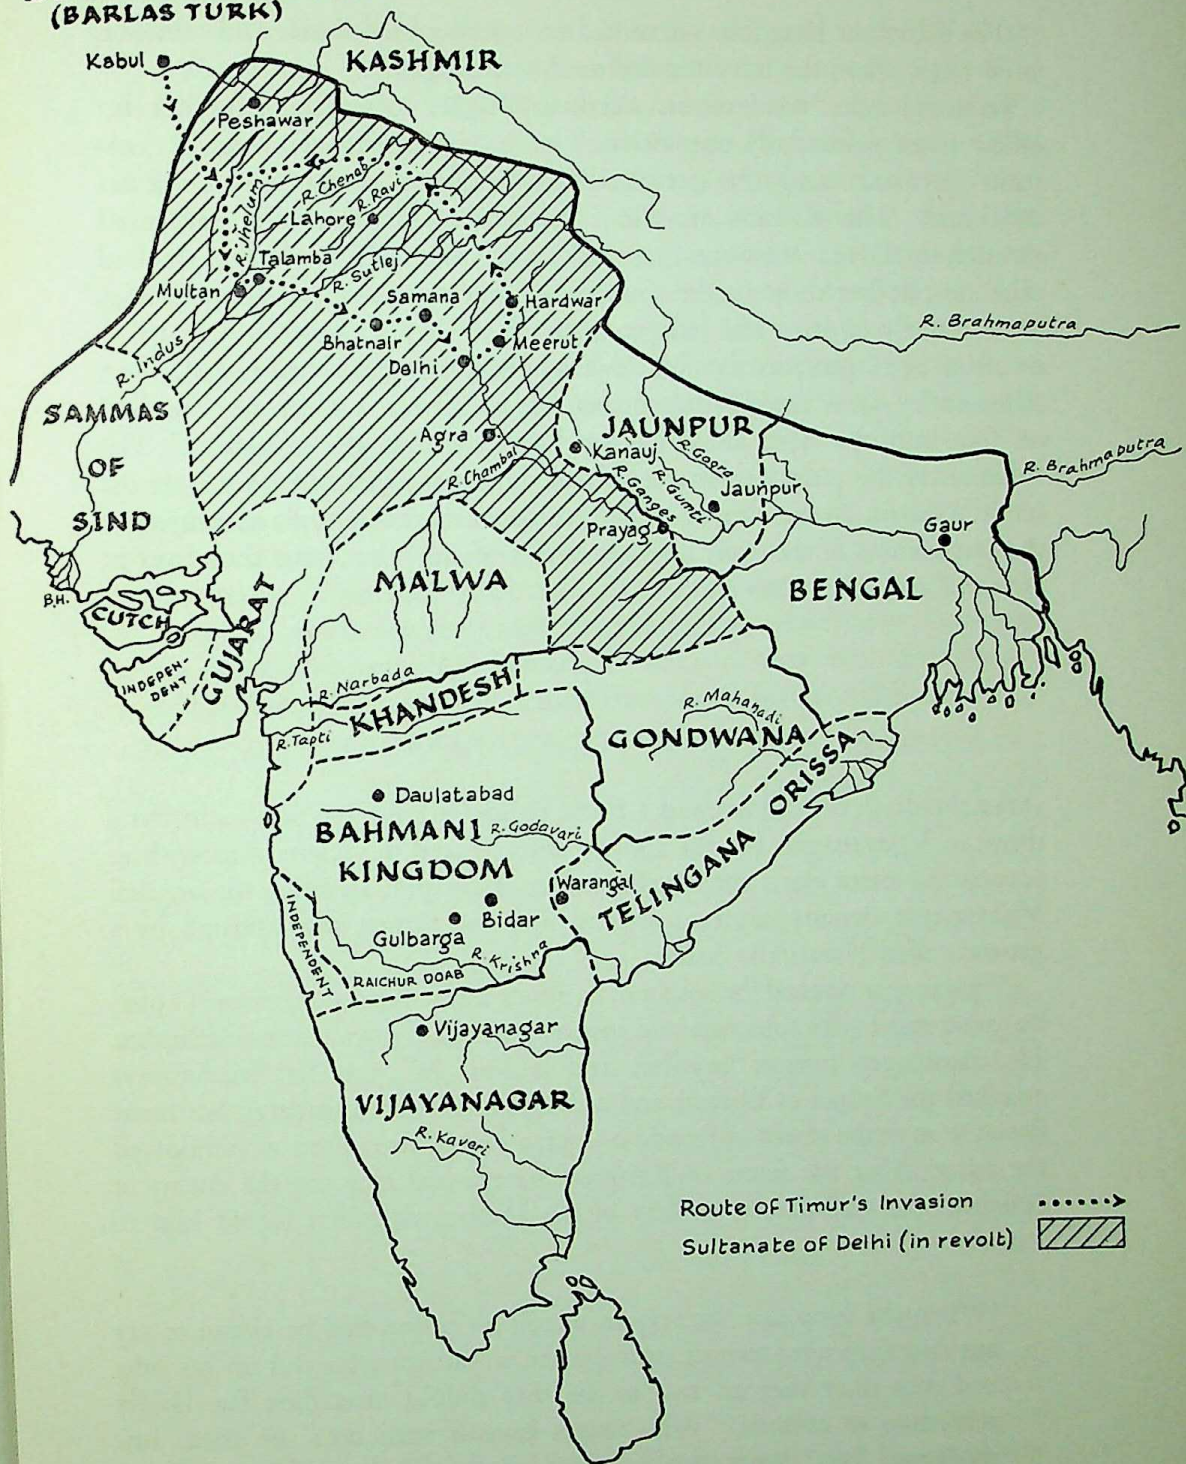 (BARLAS TURK)
Kabul
KASHMIR
Peshawar
R. Chenab
R. Ravi
Lahore
R. Jhelum
Talamba
R. Sutlej
Multan
Samana
Hardwar
Bhatnair
Meerut
Delhi
R. Brahmaputra
R. Indus
SAMMAS
OF
SIND
Agra
JAUNPUR
Kanauj
R. Gogra
R. Chambal
R. Ganges
R. Gumti
Jaunpur
R. Brahmaputra
Prayag
Gaur
B.H.
CUTCH
MALWA
BENGAL
INDEPEN-
DENT
GUJARAT
R. Narbada
KHANDESH
R. Tapti
R. Mahanadi
GONDWANA
ORISSA
Daulatabad
BAHMANI
KINGDOM
R. Godavari
Warangal
TELINGANA
INDEPENDENT
Bidar
Gulbarga
R. Krishna
RAICHUR DOAB
Vijayanagar
VIJAYANAGAR
R. Kavari
Route of Timur's Invasion
Sultanate of Delhi (in revolt)